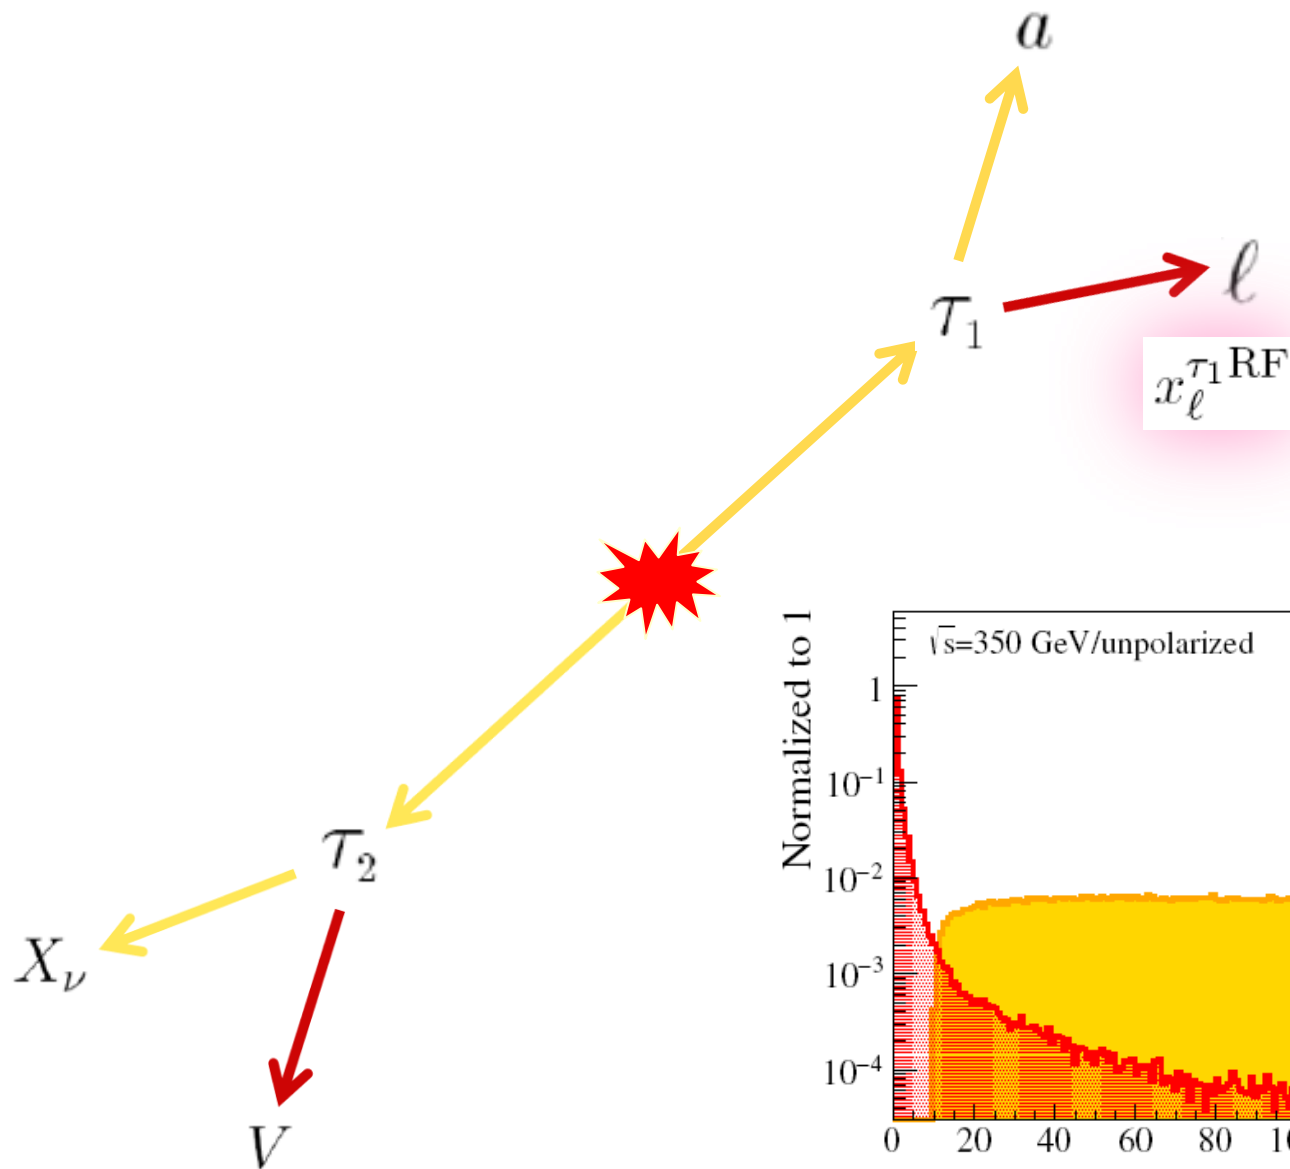 a
ℓ
τ₁
x_ℓ^{τ₁ RF}
Normalized to 1
√s=350 GeV/unpolarized
1
10⁻¹
10⁻²
10⁻³
10⁻⁴
0 20 40 60 80
τ₂
X_ν
V